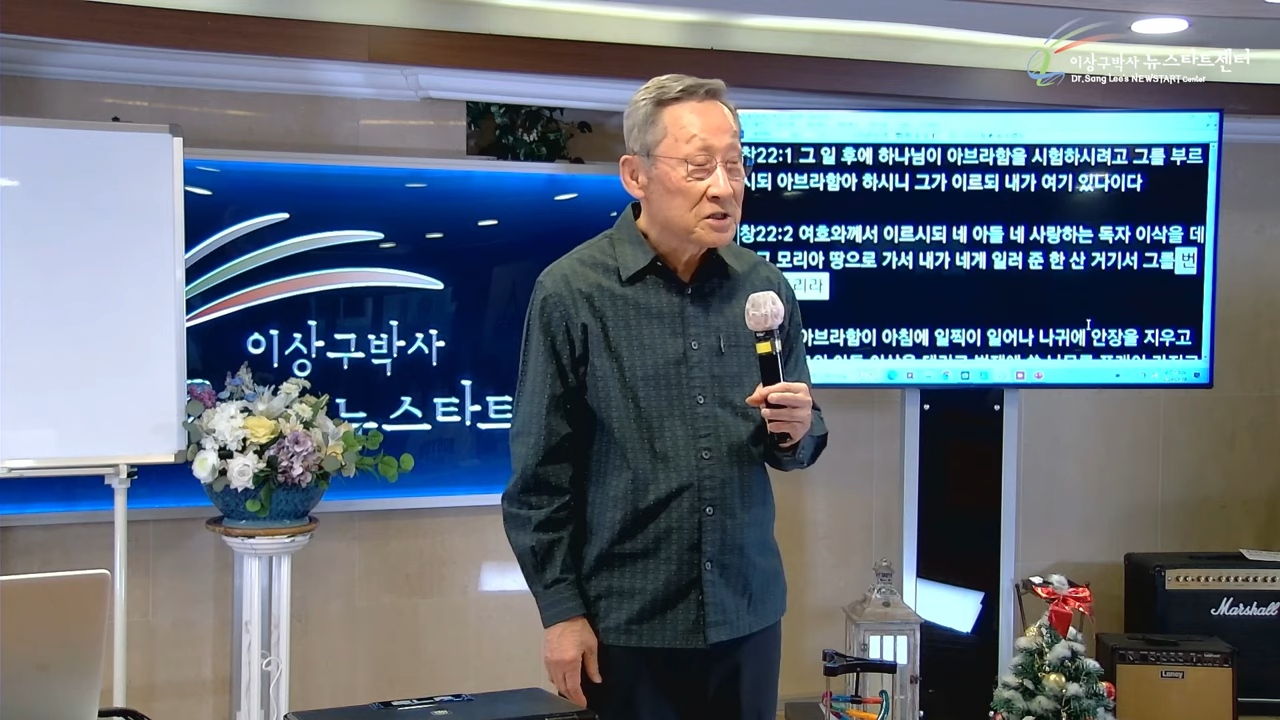 이상구박사 뉴스타트센터
Dr. Sang Lee's NEWSTART Center
창22:1 그 일 후에 하나님이 아브라함을 시험하시려고 그를 부르
시되 아브라함아 하시니 그가 이르되 내가 여기 있나이다
창22:2 여호와께서 이르시되 네 아들 네 사랑하는 독자 이삭을 데
고 모리아 땅으로 가서 내가 네게 일러 준 한 산 거기서 그를 번
리라
아브라함이 아침에 일찍이 일어나 나귀에 안장을 지우고
이상구박사
뉴스타트
Marshall
Laney